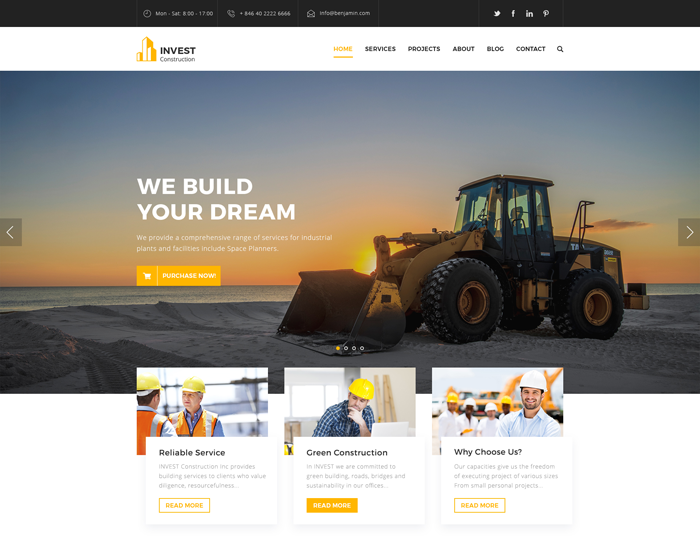 Mon - Sat: 8:00 - 17:00
+ 846 40 2222 6666
info@benjamin.com
INVEST
Construction
HOME
SERVICES
PROJECTS
ABOUT
BLOG
CONTACT
WE BUILD
YOUR DREAM
We provide a comprehensive range of services for industrial
plants and facilities include Space Planners.
PURCHASE NOW!
Reliable Service
INVEST Construction Inc provides
building services to clients who value
diligence, resourcefulness...
READ MORE
Green Construction
In INVEST we are committed to
green building, roads, bridges and
sustainability in our offices...
READ MORE
Why Choose Us?
Our capacities give us the freedom
of executing project of various sizes
From small personal projects...
READ MORE